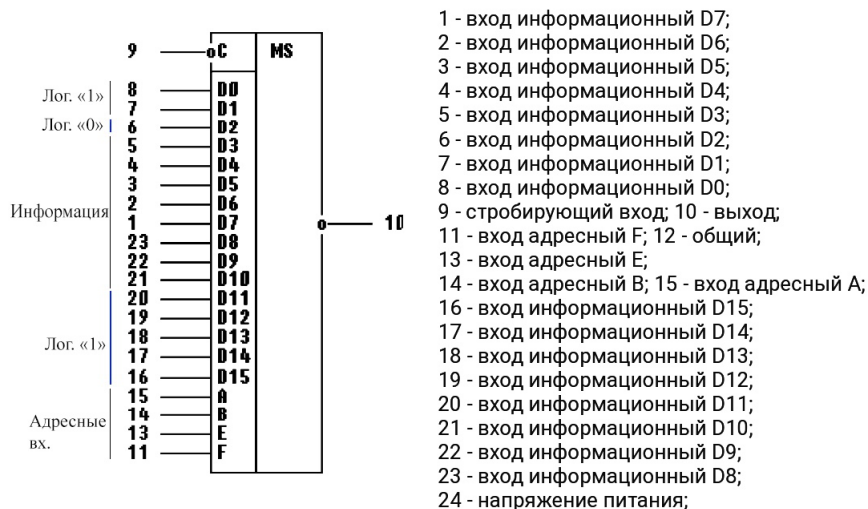 9 C MS
Лог. «1» 8 D0
7 D1
Лог. «0» 6 D2
5 D3
4 D4
3 D5
Информация 2 D6
1 D7 10
23 D8
22 D9
21 D10
20 D11
19 D12
Лог. «1» 18 D13
17 D14
16 D15
15 A
Адресные 14 B
вх. 13 E
11 F
1 - вход информационный D7;
2 - вход информационный D6;
3 - вход информационный D5;
4 - вход информационный D4;
5 - вход информационный D3;
6 - вход информационный D2;
7 - вход информационный D1;
8 - вход информационный D0;
9 - стробирующий вход; 10 - выход;
11 - вход адресный F; 12 - общий;
13 - вход адресный E;
14 - вход адресный B; 15 - вход адресный A;
16 - вход информационный D15;
17 - вход информационный D14;
18 - вход информационный D13;
19 - вход информационный D12;
20 - вход информационный D11;
21 - вход информационный D10;
22 - вход информационный D9;
23 - вход информационный D8;
24 - напряжение питания;